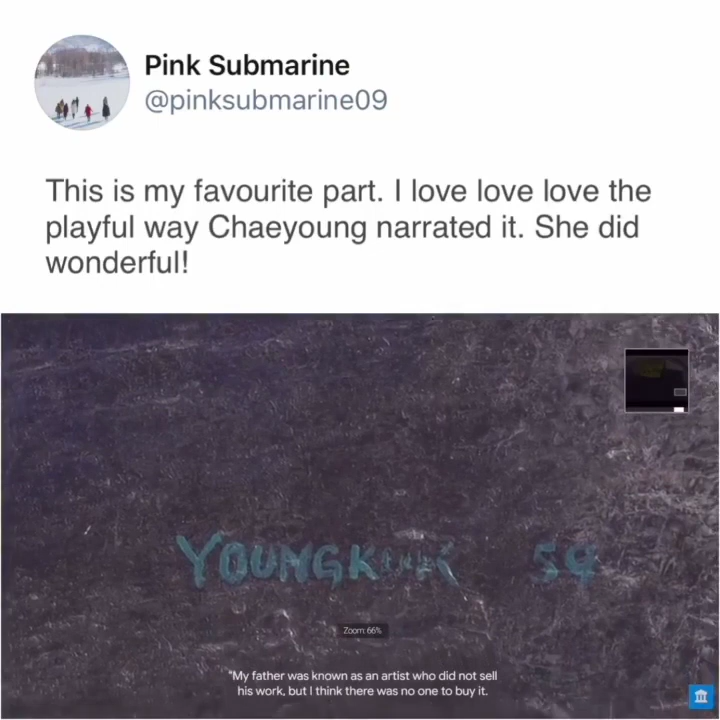 Pink Submarine
@pinksubmarine09
This is my favourite part. I love love love the
playful way Chaeyoung narrated it. She did
wonderful!
Zoom: 66%
"My father was known as an artist who did not sell
his work, but I think there was no one to buy it.